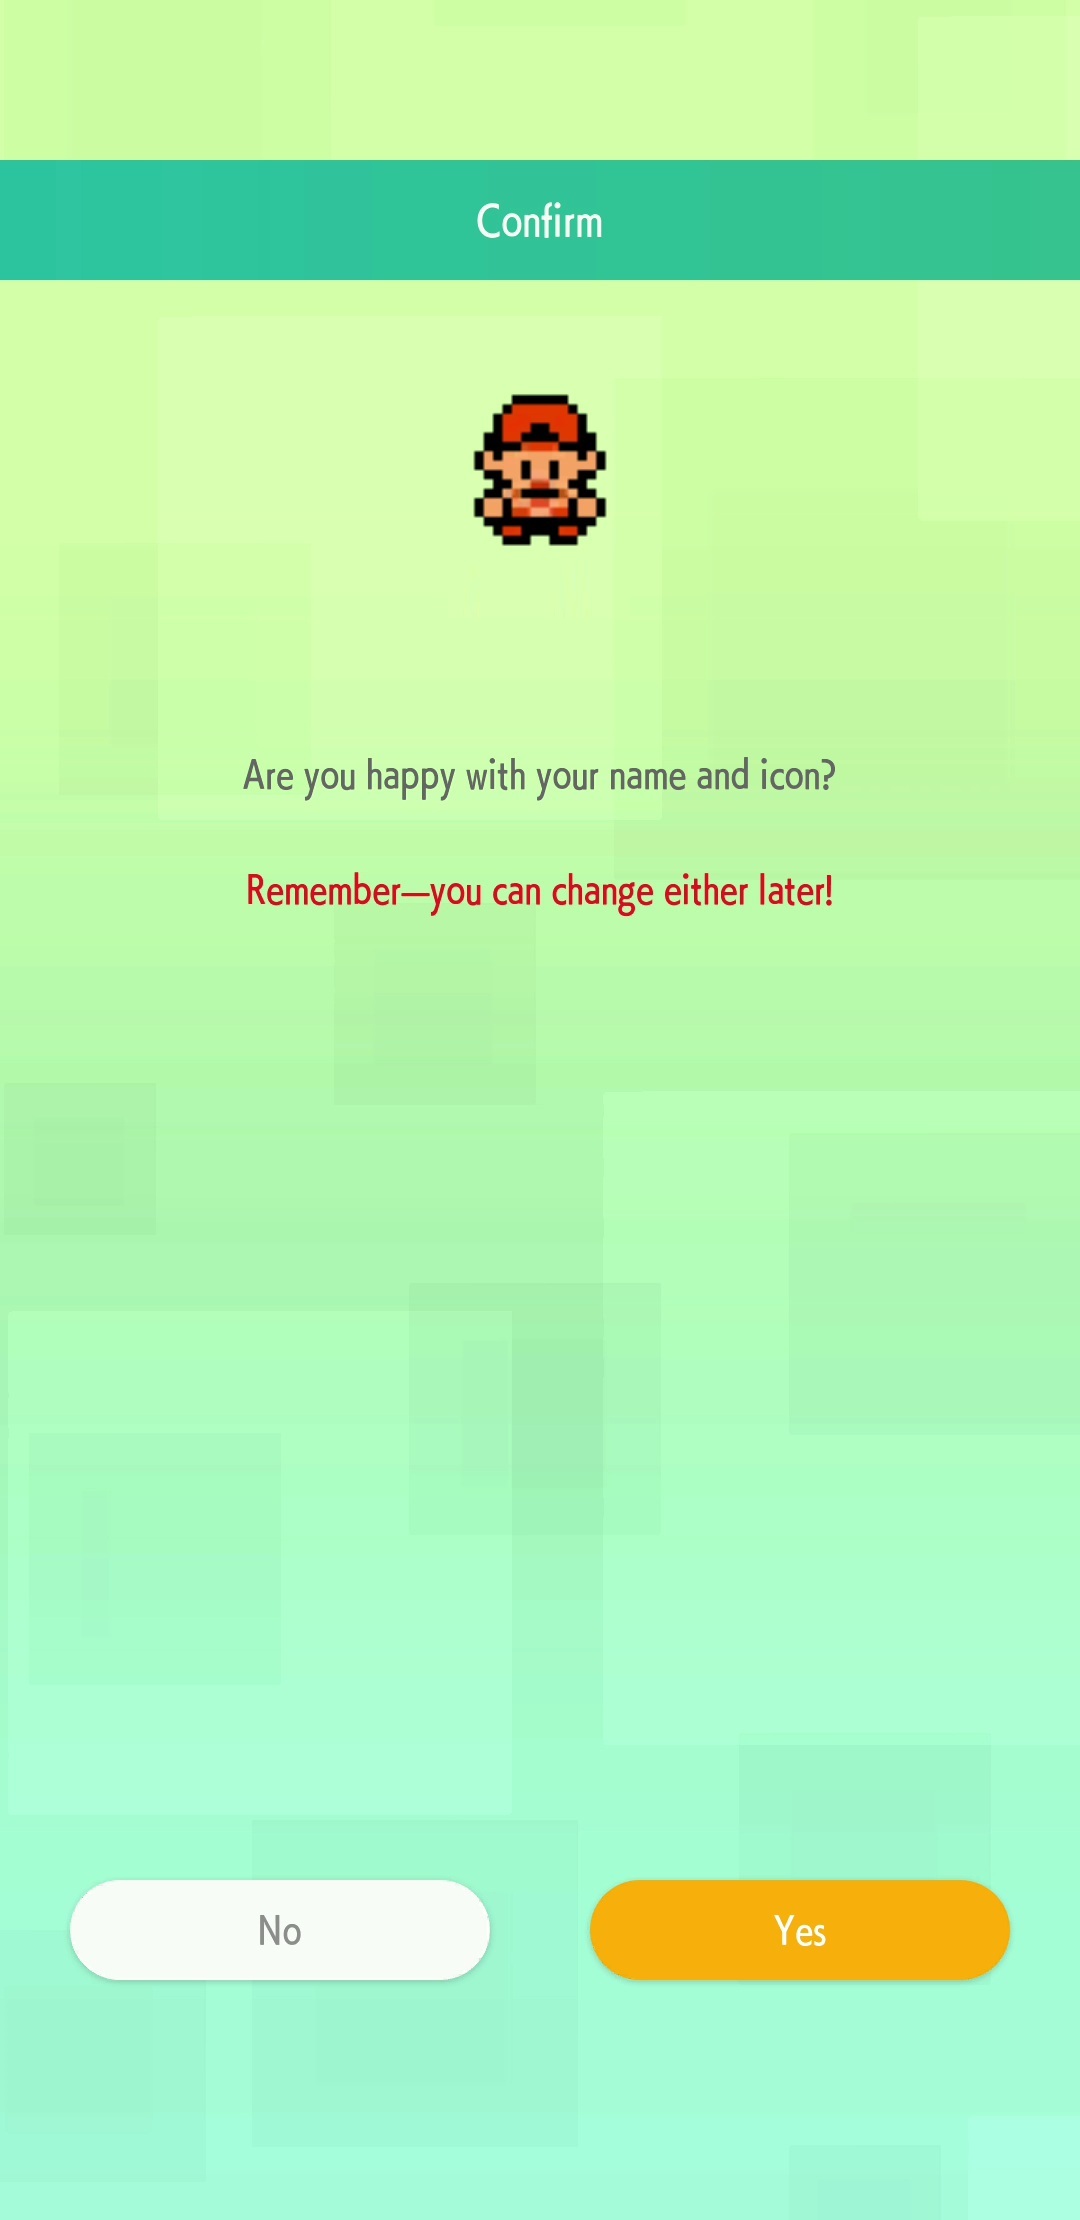 Confirm
Are you happy with your name and icon?
Remember—you can change either later!
No
Yes